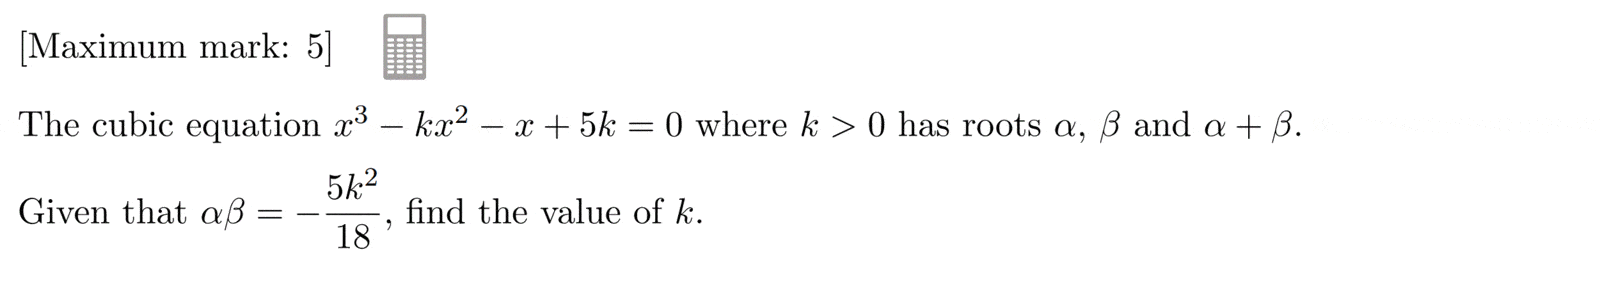 [Maximum mark: 5]
The cubic equation x³ − kx² − x + 5k = 0 where k > 0 has roots α, β and α + β.
Given that αβ = −5k²/18, find the value of k.